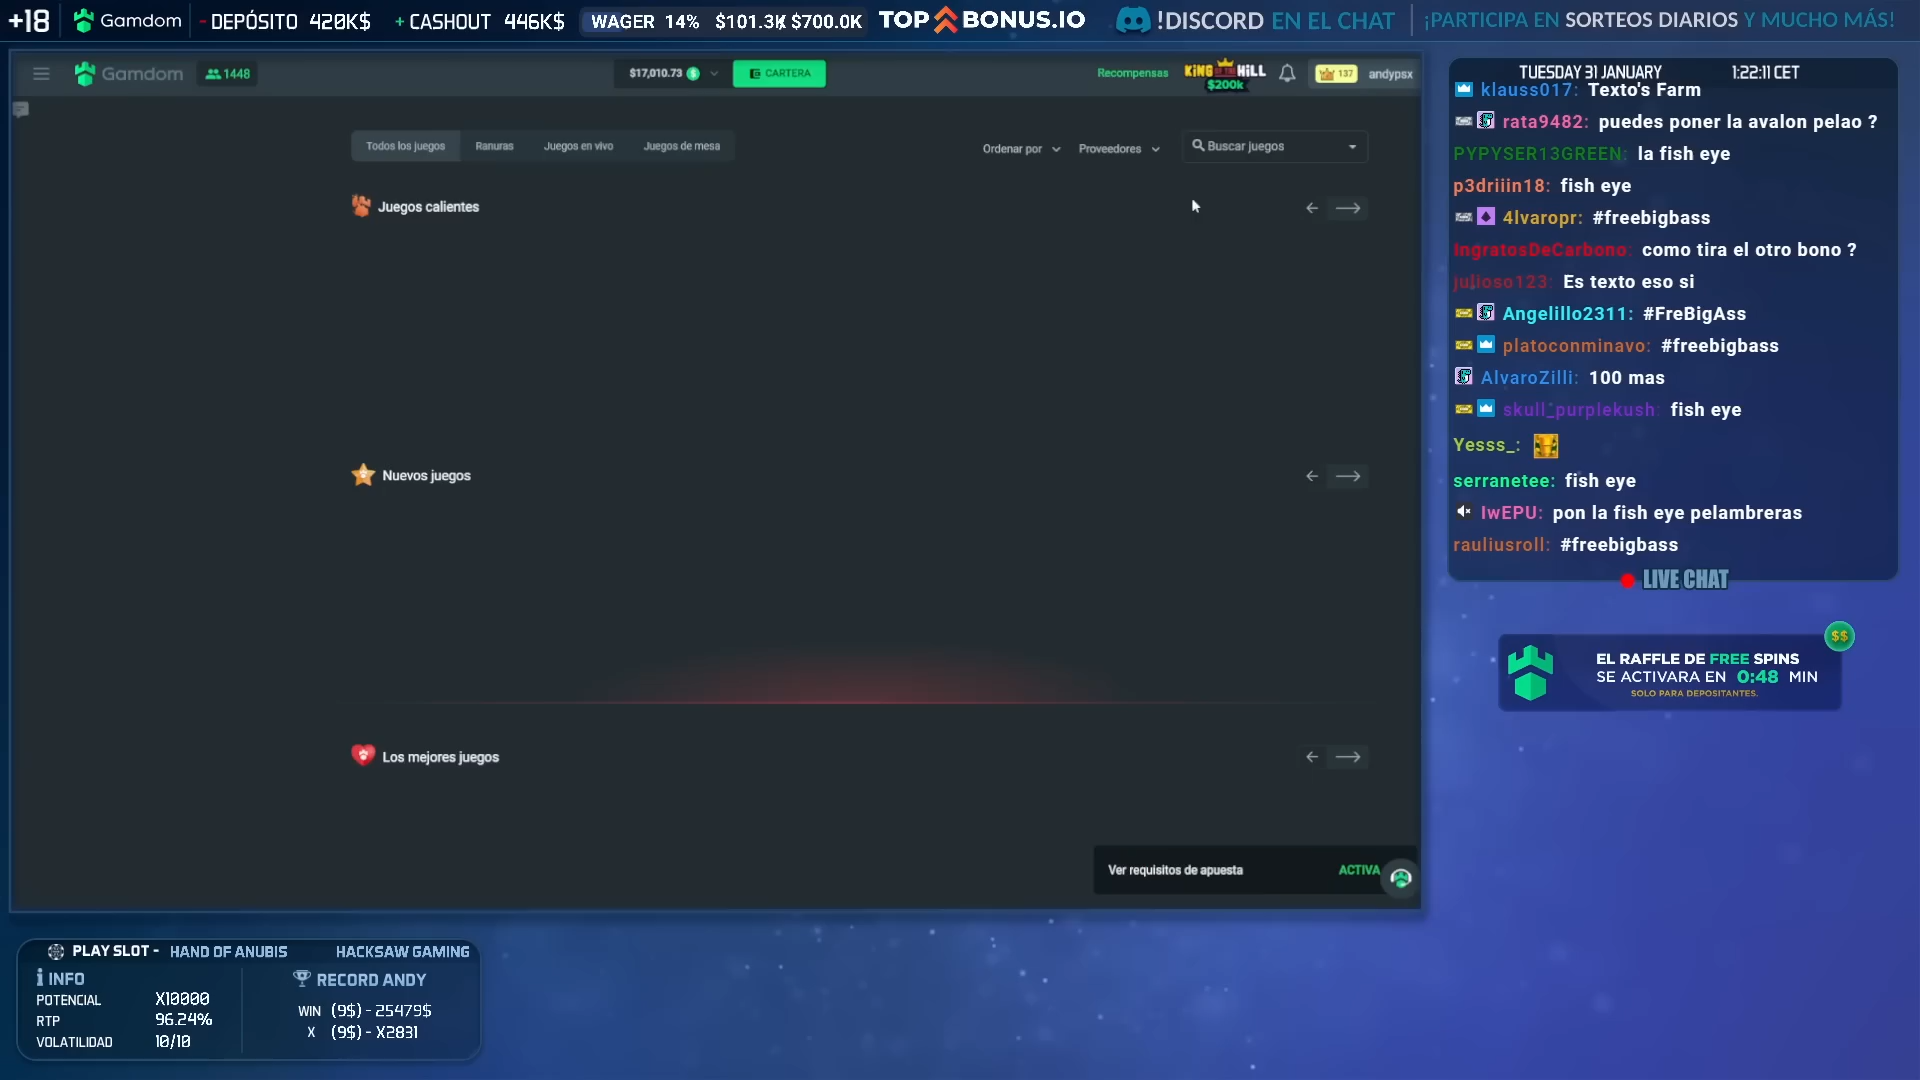 +18 Gamdom - DEPÓSITO 420K$ + CASHOUT 446K$ WAGER 14% $101.3K $700.0K TOP BONUS.IO !DISCORD EN EL CHAT ¡PARTICIPA EN SORTEOS DIARIOS Y MUCHO MÁS!
Gamdom 1448 $17,010.73 CARTERA Recompensas KING OF THE HILL $200k 137 andypsx
Todos los juegos Ranuras Juegos en vivo Juegos de mesa Ordenar por Proveedores Buscar juegos
Juegos calientes
Nuevos juegos
Los mejores juegos
Ver requisitos de apuesta ACTIVA
TUESDAY 31 JANUARY 1:22:11 CET
klauss017: Texto's Farm
rata9482: puedes poner la avalon pelao ?
PYPYSER13GREEN: la fish eye
p3driiin18: fish eye
4lvaropr: #freebigbass
IngratosDeCarbono: como tira el otro bono ?
julioso123: Es texto eso si
Angelillo2311: #FreBigAss
platoconminavo: #freebigbass
AlvaroZilli: 100 mas
skull_purplekush: fish eye
Yesss_:
serranetee: fish eye
IwEPU: pon la fish eye pelambreras
rauliusroll: #freebigbass
LIVE CHAT
$$
EL RAFFLE DE FREE SPINS
SE ACTIVARA EN 0:48 MIN
SOLO PARA DEPOSITANTES.
PLAY SLOT - HAND OF ANUBIS HACKSAW GAMING
INFO
POTENCIAL X10000
RTP 96.24%
VOLATILIDAD 10/10
RECORD ANDY
WIN (9$) - 25479$
X (9$) - X2831